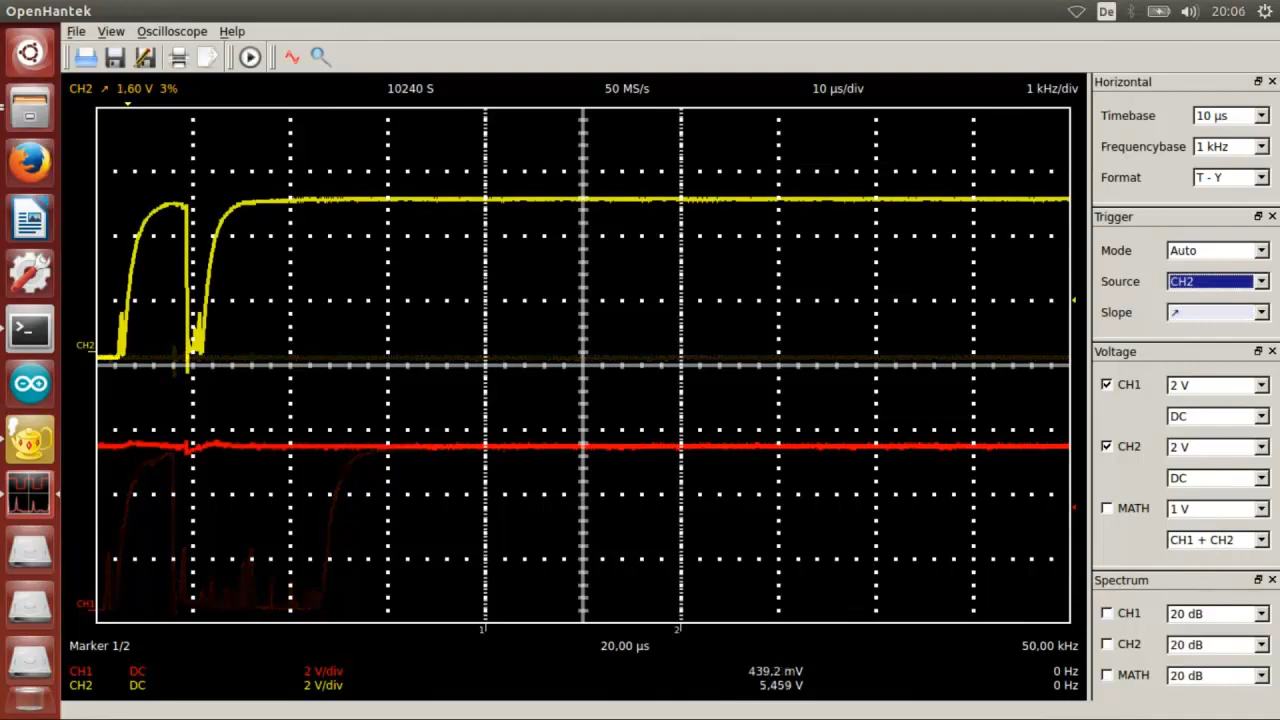 OpenHantek
De
20:06
File View Oscilloscope Help
CH2 ↗ 1,60 V 3% 10240 S 50 MS/s 10 µs/div 1 kHz/div
CH2
CH1
1 2
Marker 1/2 20,00 µs 50,00 kHz
CH1 DC 2 V/div 439,2 mV 0 Hz
CH2 DC 2 V/div 5,459 V 0 Hz
Horizontal
Timebase 10 µs
Frequencybase 1 kHz
Format T - Y
Trigger
Mode Auto
Source CH2
Slope ↗
Voltage
CH1 2 V
DC
CH2 2 V
DC
MATH 1 V
CH1 + CH2
Spectrum
CH1 20 dB
CH2 20 dB
MATH 20 dB